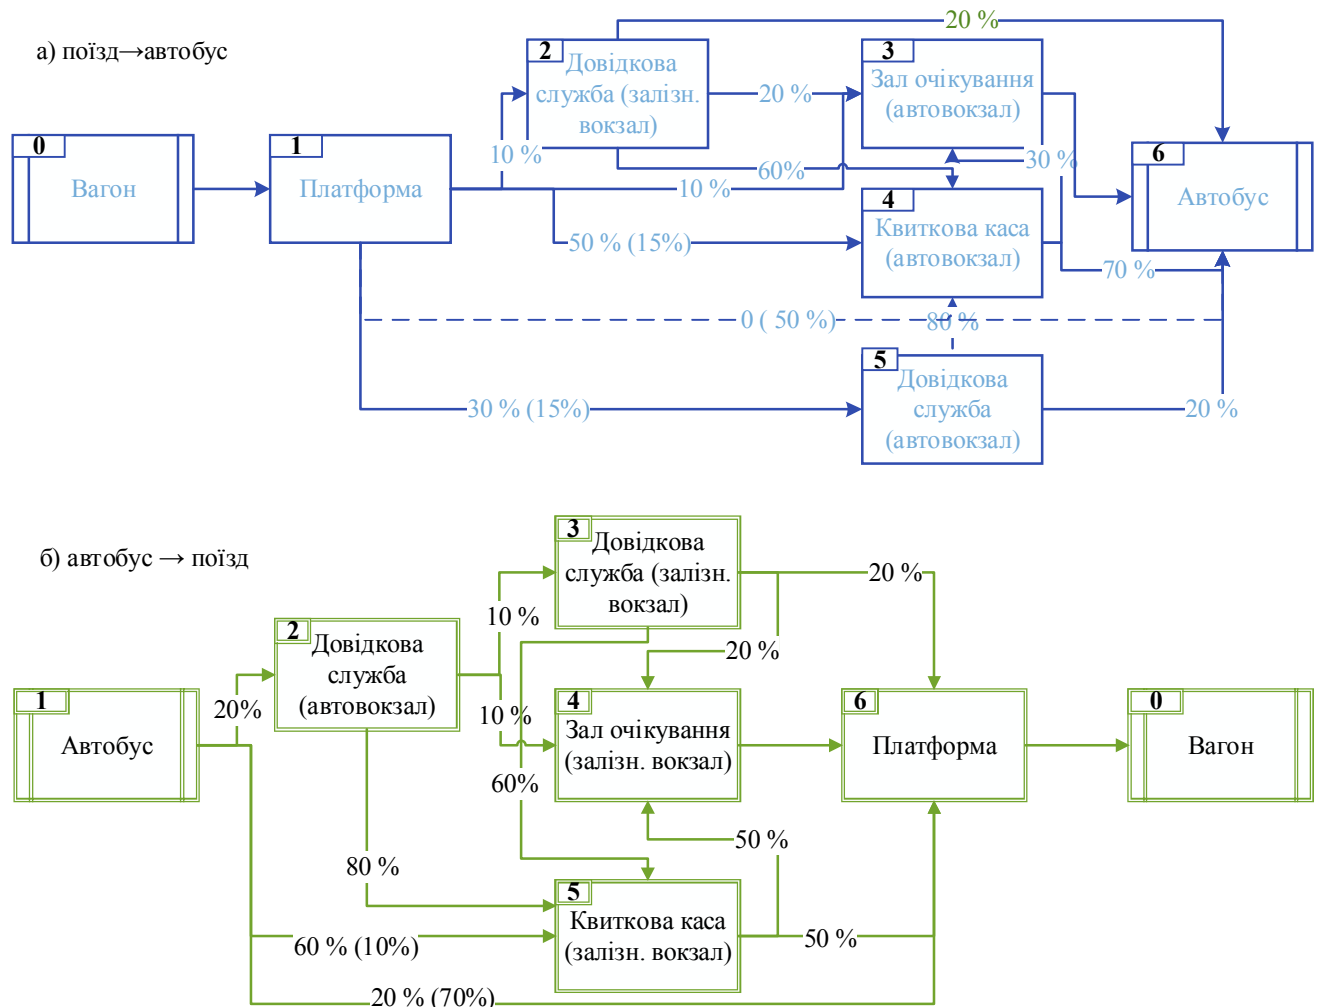 а) поїзд→автобус
20 %
2
Довідкова
служба (залізн.
вокзал)
20 %
3
Зал очікування
(автовокзал)
0
Вагон
1
Платформа
10 %
10 %
60%
30 %
6
Автобус
4
Квиткова каса
(автовокзал)
50 % (15%)
70 %
0 ( 50 %)
80 %
5
Довідкова
служба
(автовокзал)
30 % (15%)
20 %
б) автобус → поїзд
3
Довідкова
служба (залізн.
вокзал)
20 %
10 %
2
Довідкова
служба
(автовокзал)
20 %
1
Автобус
20%
10 %
4
Зал очікування
(залізн. вокзал)
6
Платформа
0
Вагон
60%
50 %
80 %
5
Квиткова каса
(залізн. вокзал)
60 % (10%)
50 %
20 % (70%)